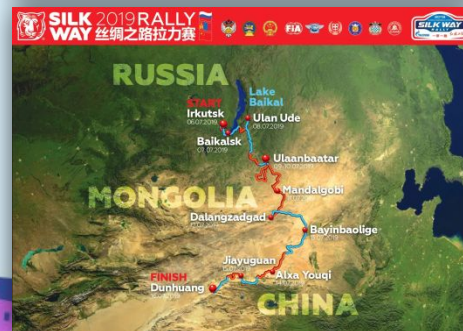 SILK WAY
2019 RALLY
丝绸之路拉力赛
FIA
SILK WAY
RALLY
RUSSIA
Lake
Baikal
START
Irkutsk
06.07.2019
Ulan Ude
08.07.2019
Baikalsk
07.07.2019
Ulaanbaatar
Mandalgobi
MONGOLIA
Dalangzadgad
Bayinbaolige
Jiayuguan
Alxa Youqi
FINISH
Dunhuang
CHINA